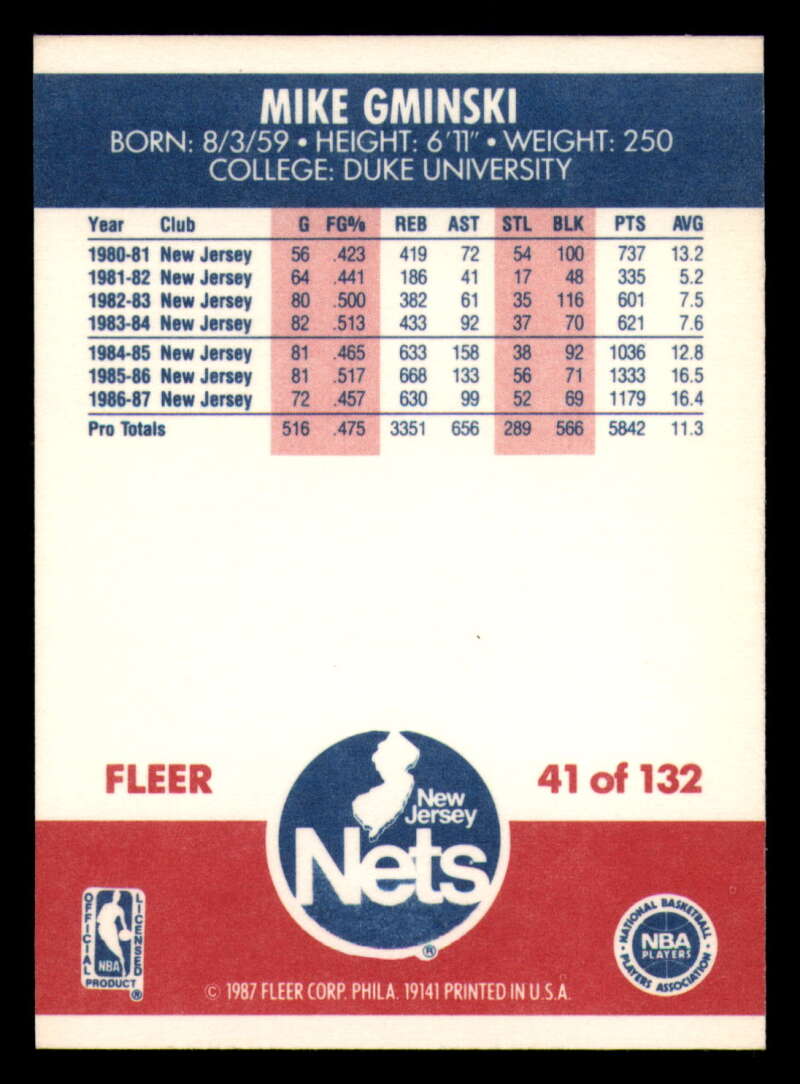 MIKE GMINSKI
BORN: 8/3/59 • HEIGHT: 6'11" • WEIGHT: 250
COLLEGE: DUKE UNIVERSITY
Year Club G FG% REB AST STL BLK PTS AVG
1980-81 New Jersey 56 .423 419 72 54 100 737 13.2
1981-82 New Jersey 64 .441 186 41 17 48 335 5.2
1982-83 New Jersey 80 .500 382 61 35 116 601 7.5
1983-84 New Jersey 82 .513 433 92 37 70 621 7.6
1984-85 New Jersey 81 .465 633 158 38 92 1036 12.8
1985-86 New Jersey 81 .517 668 133 56 71 1333 16.5
1986-87 New Jersey 72 .457 630 99 52 69 1179 16.4
Pro Totals 516 .475 3351 656 289 566 5842 11.3
FLEER
41 of 132
New
Jersey
Nets
®
OFFICIAL
LICENSED
NBA
PRODUCT
®
NATIONAL BASKETBALL
NBA
PLAYERS
PLAYERS ASSOCIATION
© 1987 FLEER CORP. PHILA. 19141 PRINTED IN U.S.A.